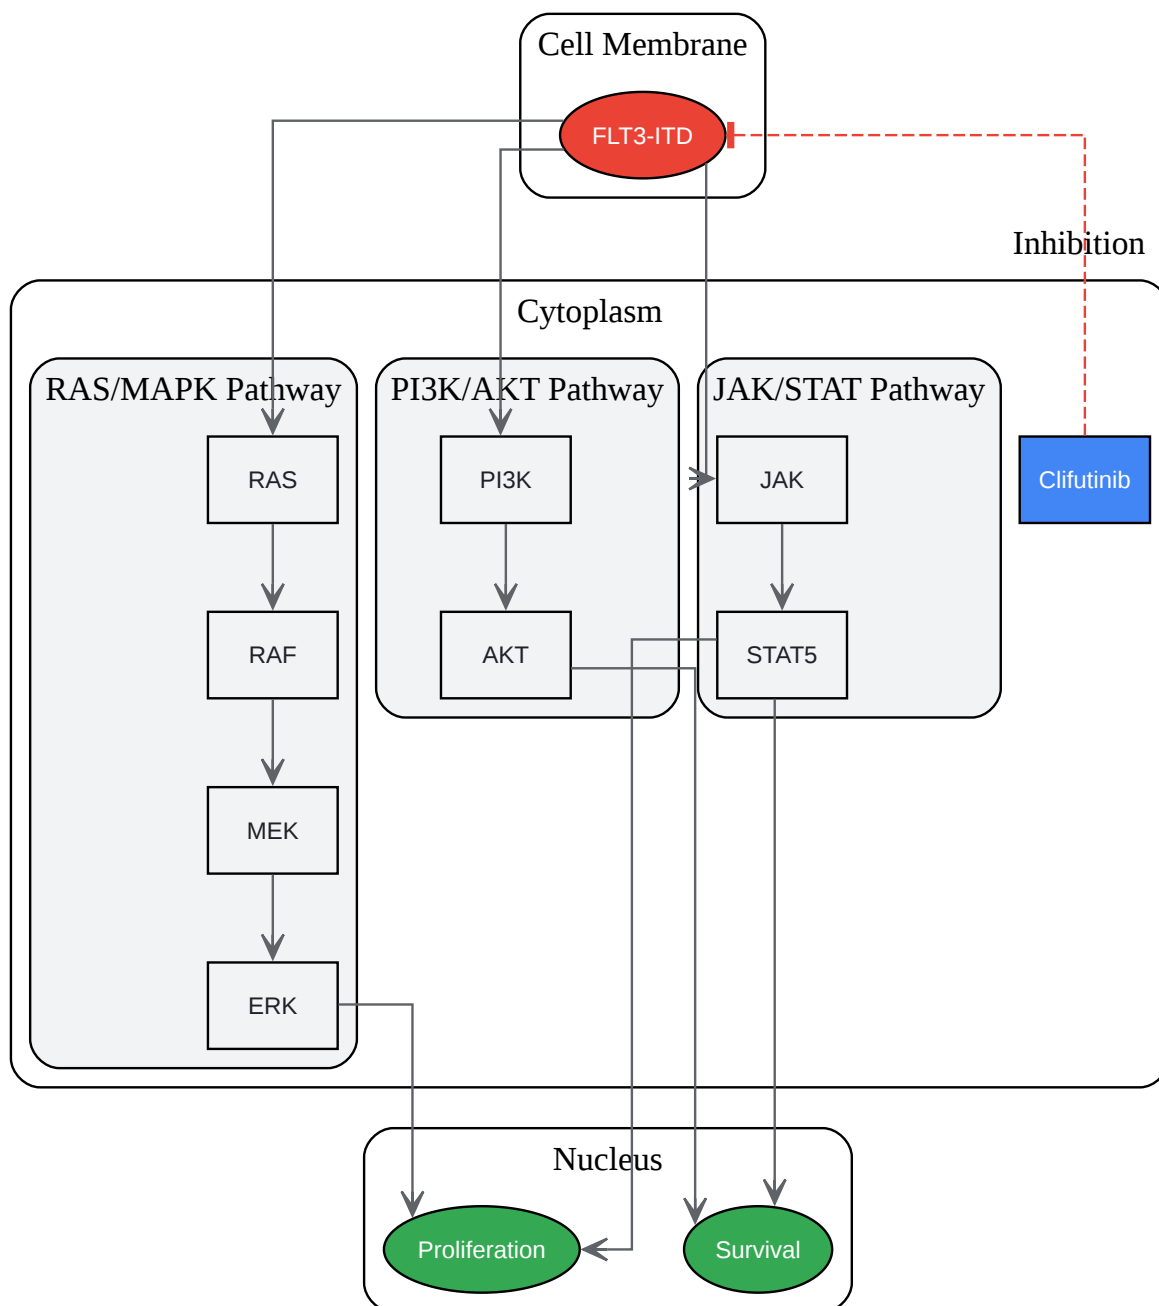 Cell Membrane
FLT3-ITD
Inhibition
Cytoplasm
RAS/MAPK Pathway
PI3K/AKT Pathway
JAK/STAT Pathway
RAS
PI3K
JAK
Clifutinib
RAF
AKT
STAT5
MEK
ERK
Nucleus
Proliferation
Survival